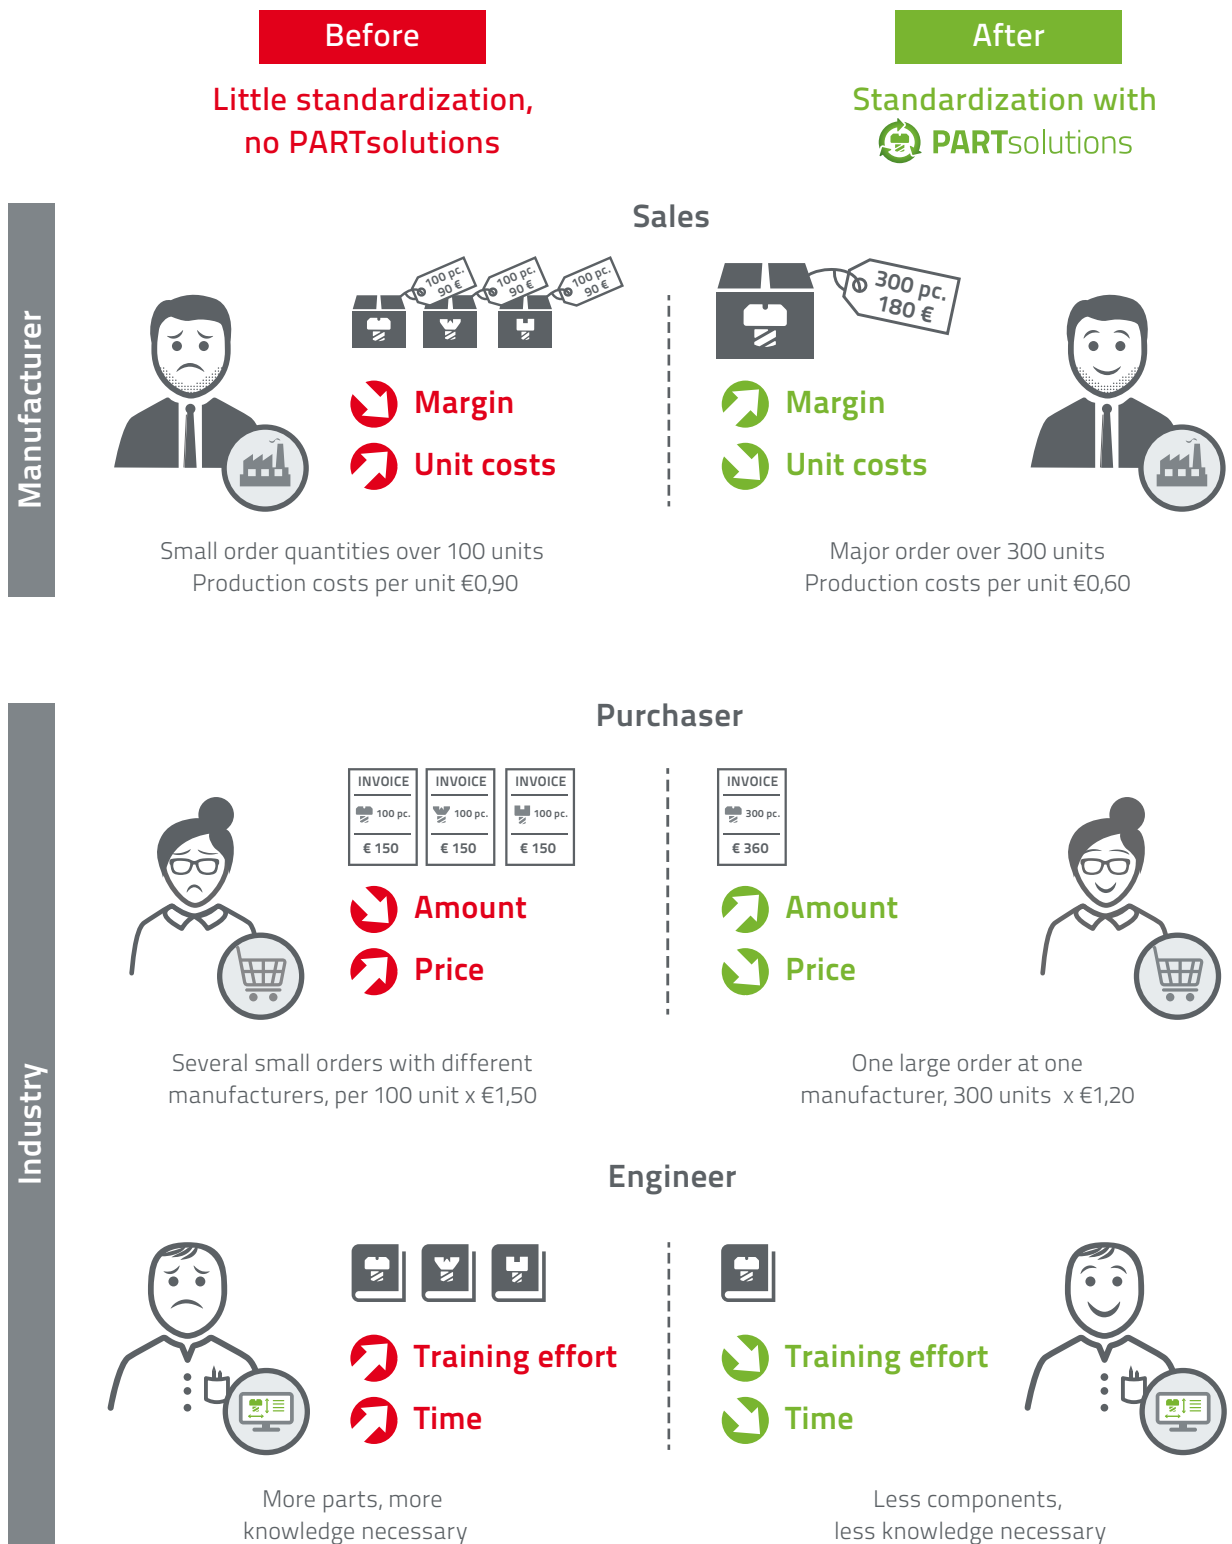 Before
After
Little standardization,
no PARTsolutions
Standardization with
PARTsolutions
Manufacturer
Sales
100 pc.
90 €
100 pc.
90 €
100 pc.
90 €
300 pc.
180 €
Margin
Unit costs
Margin
Unit costs
Small order quantities over 100 units
Production costs per unit €0,90
Major order over 300 units
Production costs per unit €0,60
Industry
Purchaser
INVOICE
100 pc.
€ 150
INVOICE
100 pc.
€ 150
INVOICE
100 pc.
€ 150
INVOICE
300 pc.
€ 360
Amount
Price
Amount
Price
Several small orders with different
manufacturers, per 100 unit x €1,50
One large order at one
manufacturer, 300 units x €1,20
Engineer
Training effort
Time
Training effort
Time
More parts, more
knowledge necessary
Less components,
less knowledge necessary